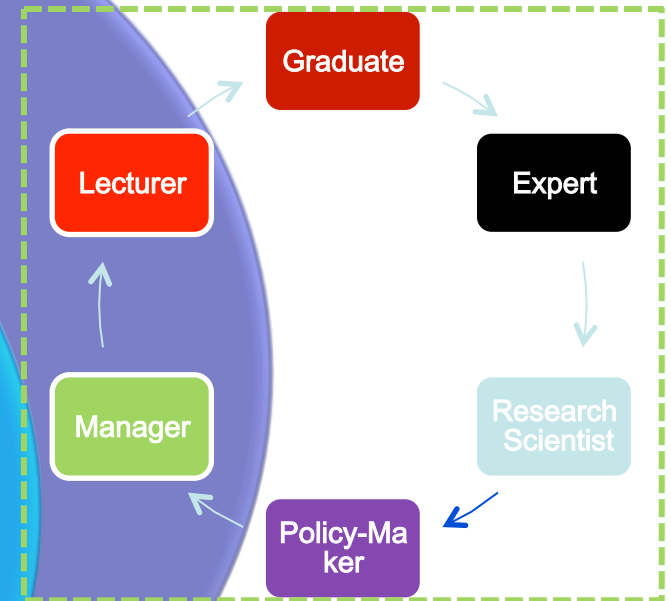 Graduate
Expert
Research
Scientist
Policy-Ma
ker
Manager
Lecturer